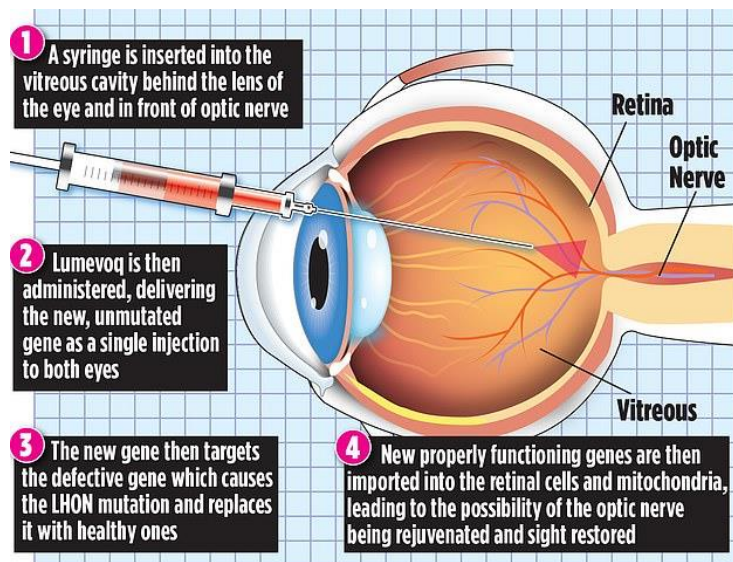 1
A syringe is inserted into the
vitreous cavity behind the lens of
the eye and in front of optic nerve
Retina
Optic
Nerve
2
Lumevoq is then
administered, delivering
the new, unmutated
gene as a single injection
to both eyes
Vitreous
3
The new gene then targets
the defective gene which causes
the LHON mutation and replaces
it with healthy ones
4
New properly functioning genes are then
imported into the retinal cells and mitochondria,
leading to the possibility of the optic nerve
being rejuvenated and sight restored